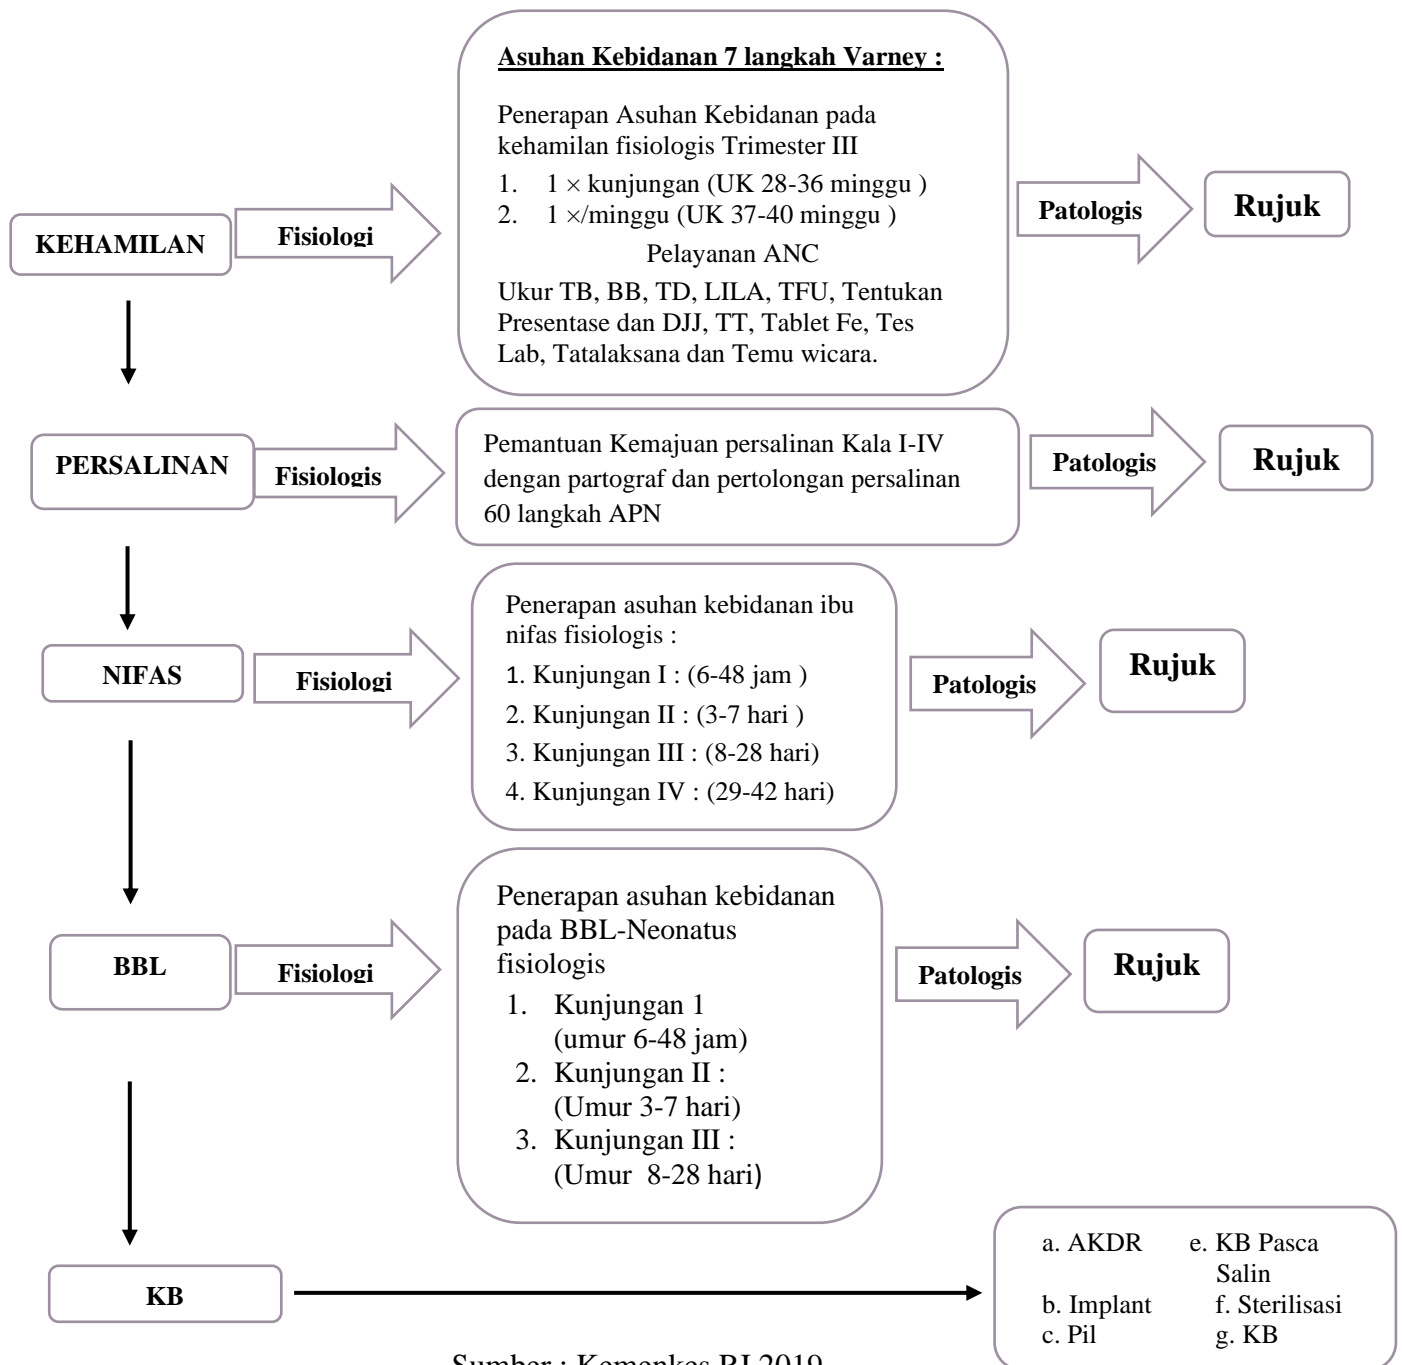 Asuhan Kebidanan 7 langkah Varney :
Penerapan Asuhan Kebidanan pada
kehamilan fisiologis Trimester III
1. 1 × kunjungan (UK 28-36 minggu )
2. 1 ×/minggu (UK 37-40 minggu )
Pelayanan ANC
Ukur TB, BB, TD, LILA, TFU, Tentukan
Presentase dan DJJ, TT, Tablet Fe, Tes
Lab, Tatalaksana dan Temu wicara.
KEHAMILAN
Fisiologi
Patologis
Rujuk
PERSALINAN
Fisiologis
Pemantuan Kemajuan persalinan Kala I-IV
dengan partograf dan pertolongan persalinan
60 langkah APN
Patologis
Rujuk
NIFAS
Fisiologi
Penerapan asuhan kebidanan ibu
nifas fisiologis :
1. Kunjungan I : (6-48 jam )
2. Kunjungan II : (3-7 hari )
3. Kunjungan III : (8-28 hari)
4. Kunjungan IV : (29-42 hari)
Patologis
Rujuk
BBL
Fisiologi
Penerapan asuhan kebidanan
pada BBL-Neonatus
fisiologis
1. Kunjungan 1
(umur 6-48 jam)
2. Kunjungan II :
(Umur 3-7 hari)
3. Kunjungan III :
(Umur 8-28 hari)
Patologis
Rujuk
KB
a. AKDR e. KB Pasca
Salin
b. Implant f. Sterilisasi
c. Pil g. KB
Sumber : Kemenkes RI 2019